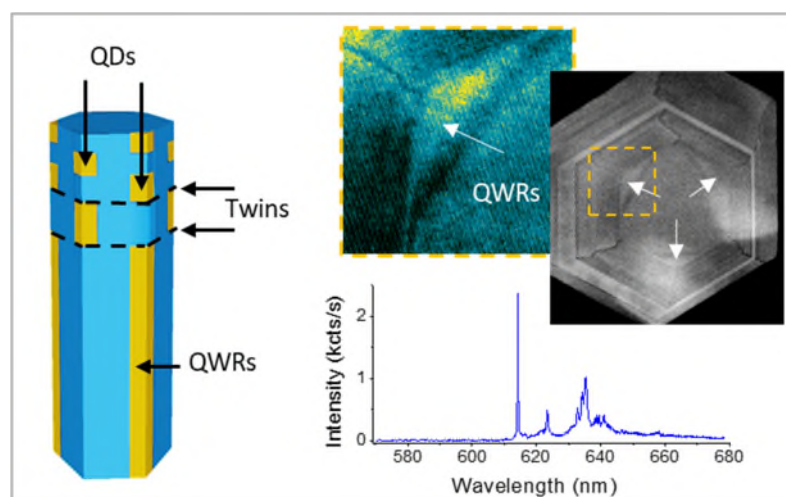 QDs
Twins
QWRs
QWRs
Intensity (kcts/s)
2
1
0
580
600
620
640
660
680
Wavelength (nm)